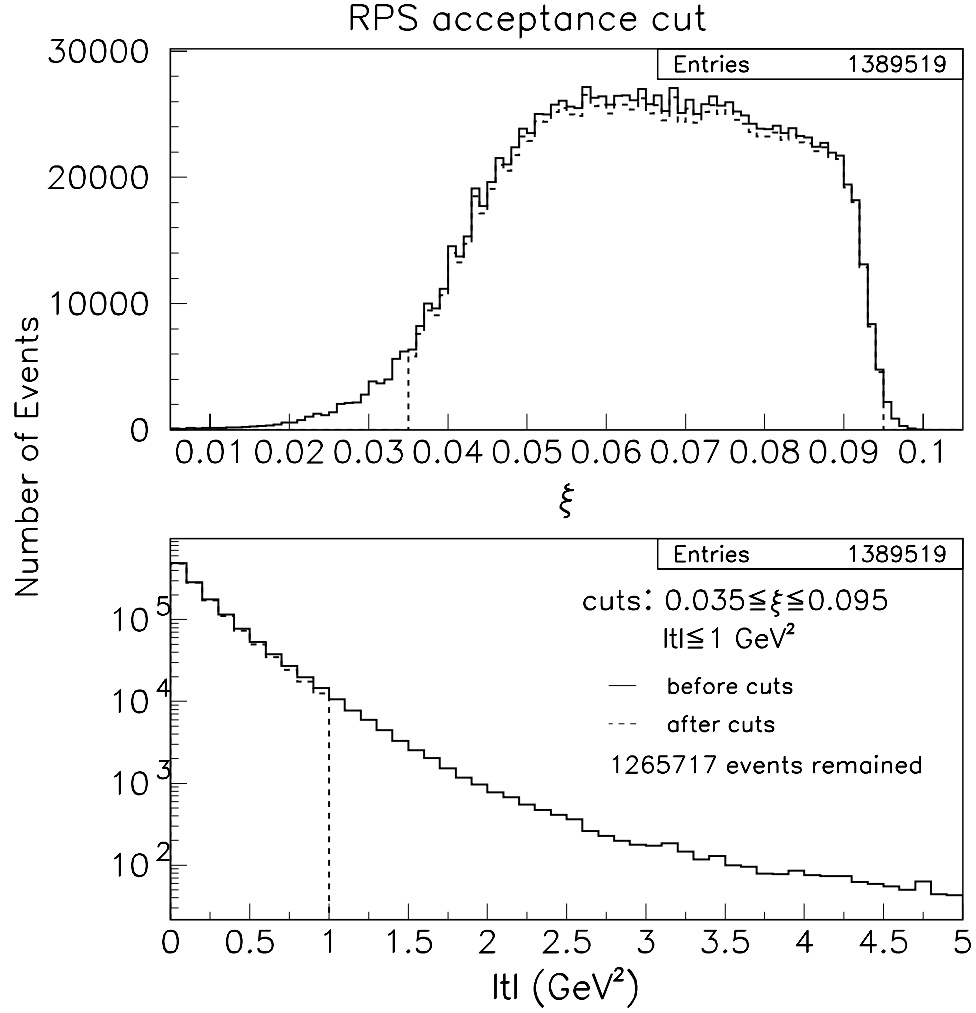 RPS acceptance cut
Entries 1389519
30000
20000
10000
0
0.01 0.02 0.03 0.04 0.05 0.06 0.07 0.08 0.09 0.1
ξ
Number of Events
Entries 1389519
cuts: 0.035≦ξ≦0.095
|t|≦1 GeV²
before cuts
after cuts
1265717 events remained
10⁵
10⁴
10³
10²
0 0.5 1 1.5 2 2.5 3 3.5 4 4.5 5
|t| (GeV²)